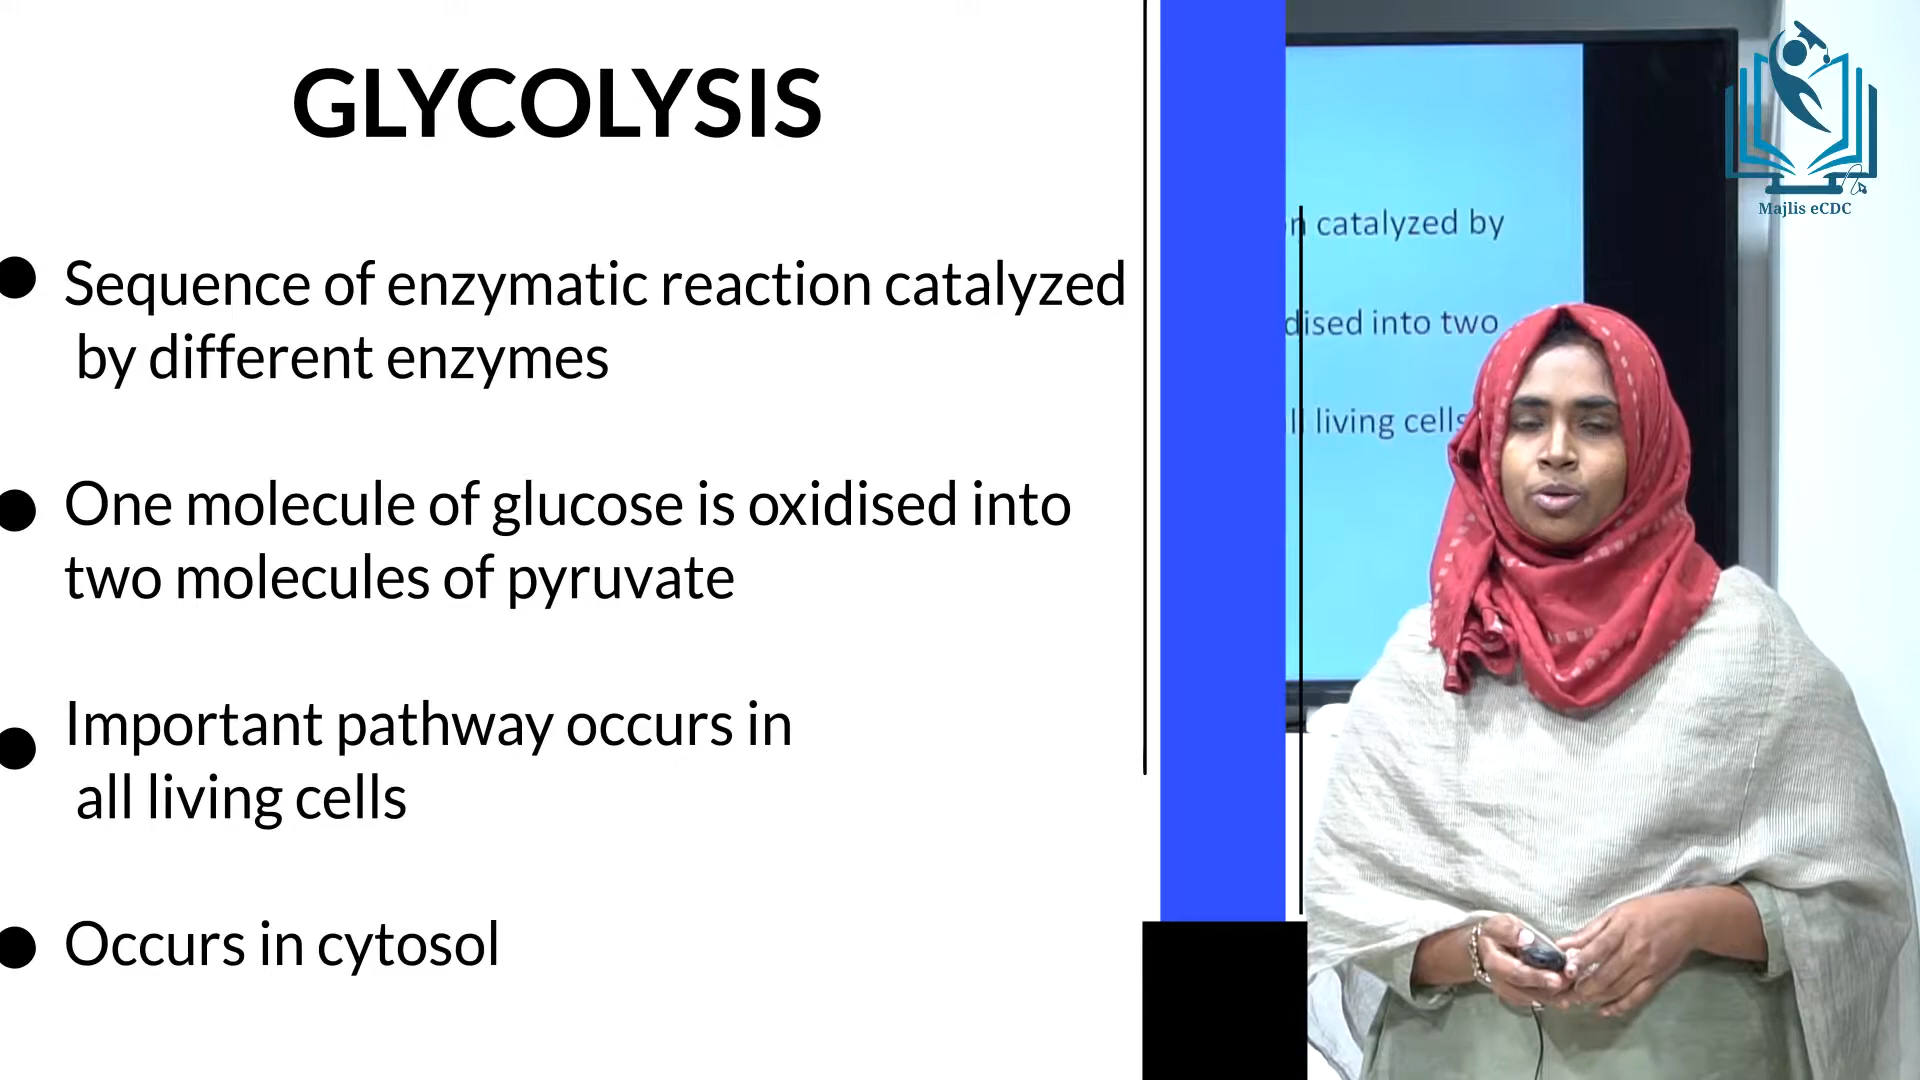 GLYCOLYSIS
Sequence of enzymatic reaction catalyzed
by different enzymes
One molecule of glucose is oxidised into
two molecules of pyruvate
Important pathway occurs in
all living cells
Occurs in cytosol
catalyzed by
dised into two
living cells
Majlis eCDC